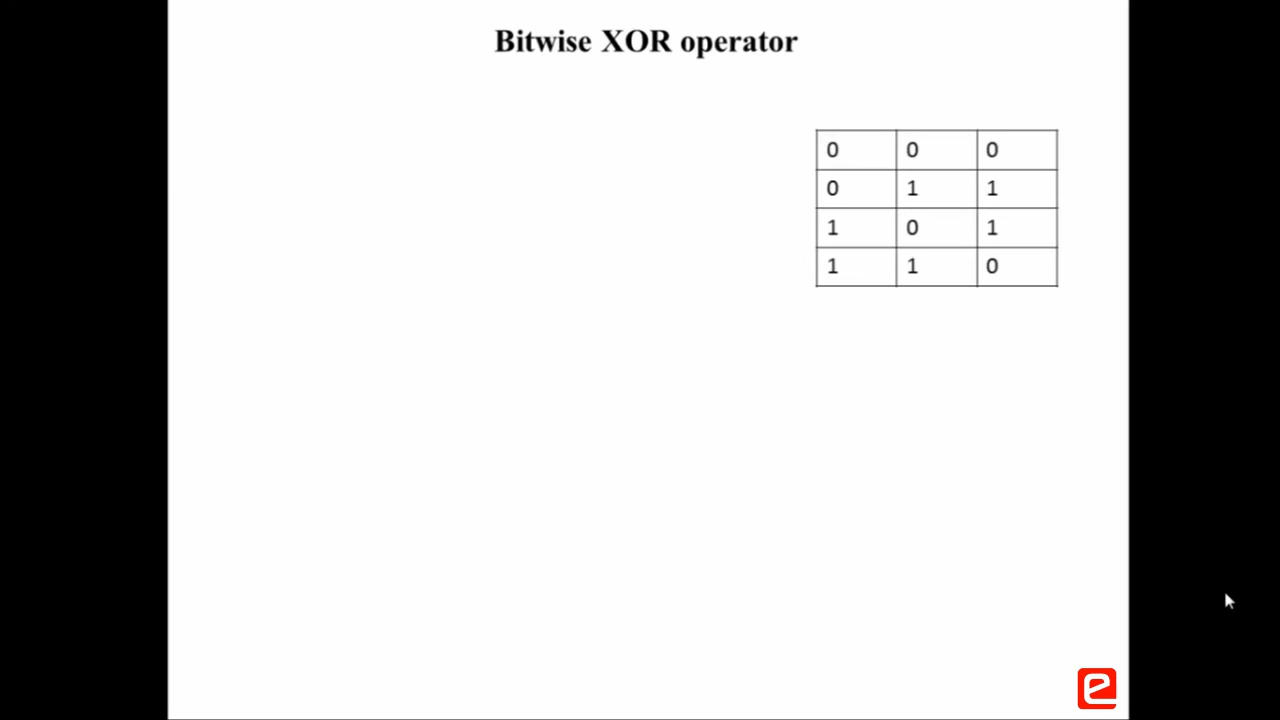 Bitwise XOR operator
0 0 0
0 1 1
1 0 1
1 1 0
e